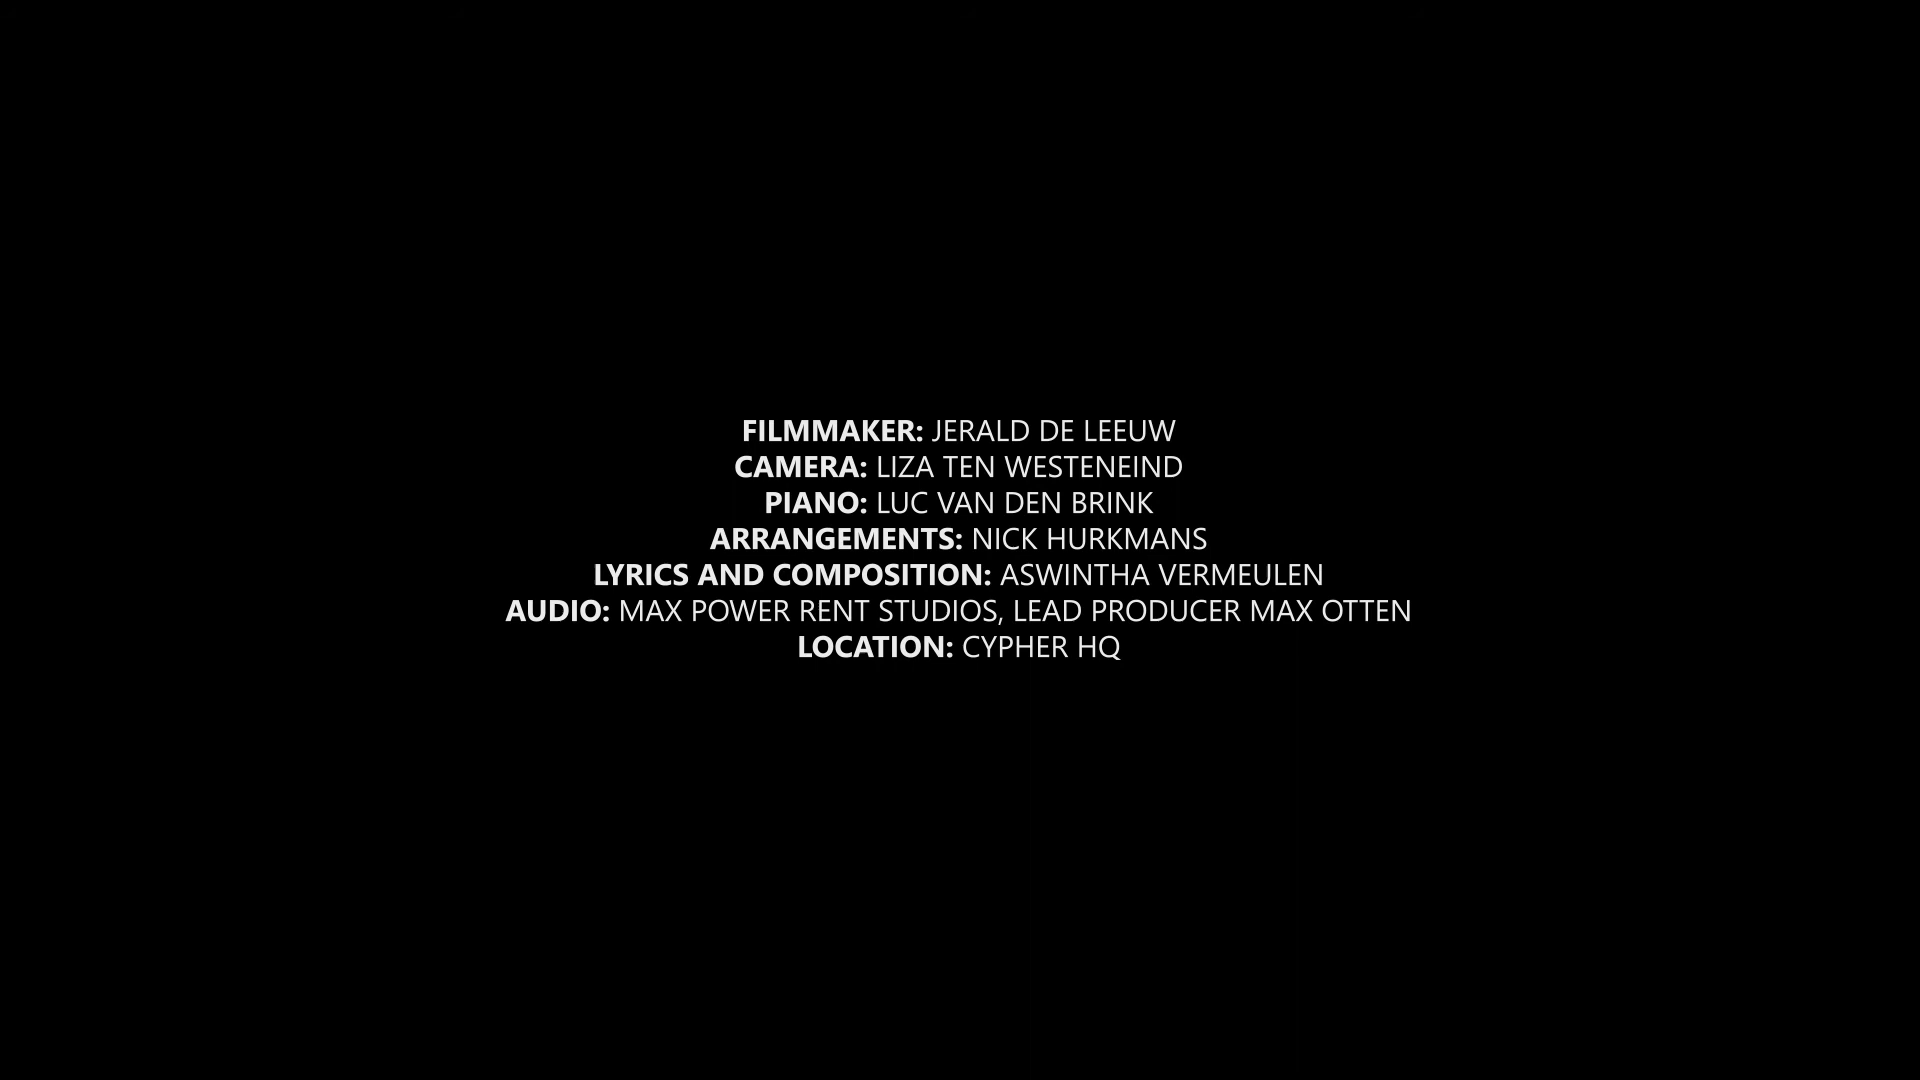 FILMMAKER: JERALD DE LEEUW
CAMERA: LIZA TEN WESTENEIND
PIANO: LUC VAN DEN BRINK
ARRANGEMENTS: NICK HURKMANS
LYRICS AND COMPOSITION: ASWINTHA VERMEULEN
AUDIO: MAX POWER RENT STUDIOS, LEAD PRODUCER MAX OTTEN
LOCATION: CYPHER HQ